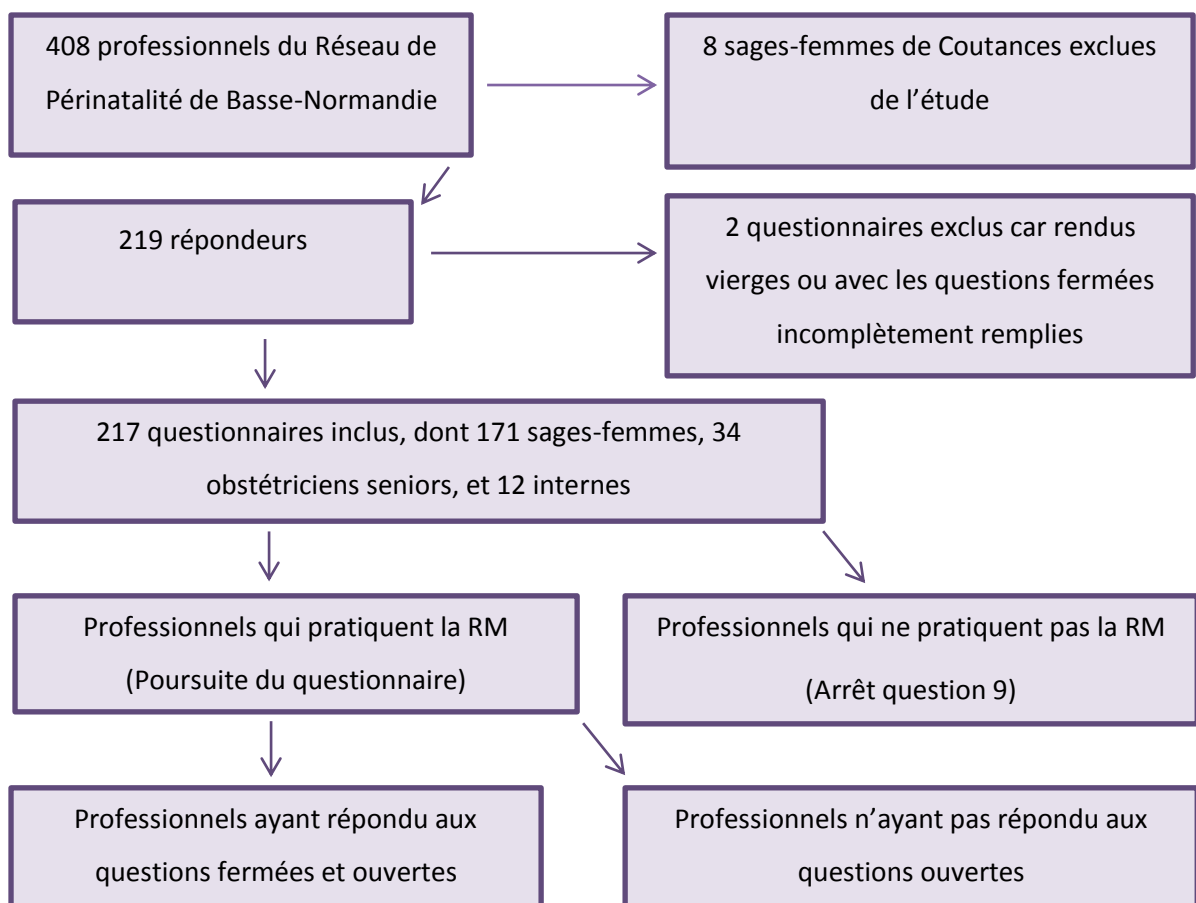 408 professionnels du Réseau de
Périnatalité de Basse-Normandie
8 sages-femmes de Coutances exclues
de l’étude
219 répondeurs
2 questionnaires exclus car rendus
vierges ou avec les questions fermées
incomplètement remplies
217 questionnaires inclus, dont 171 sages-femmes, 34
obstétriciens seniors, et 12 internes
Professionnels qui pratiquent la RM
(Poursuite du questionnaire)
Professionnels qui ne pratiquent pas la RM
(Arrêt question 9)
Professionnels ayant répondu aux
questions fermées et ouvertes
Professionnels n’ayant pas répondu aux
questions ouvertes